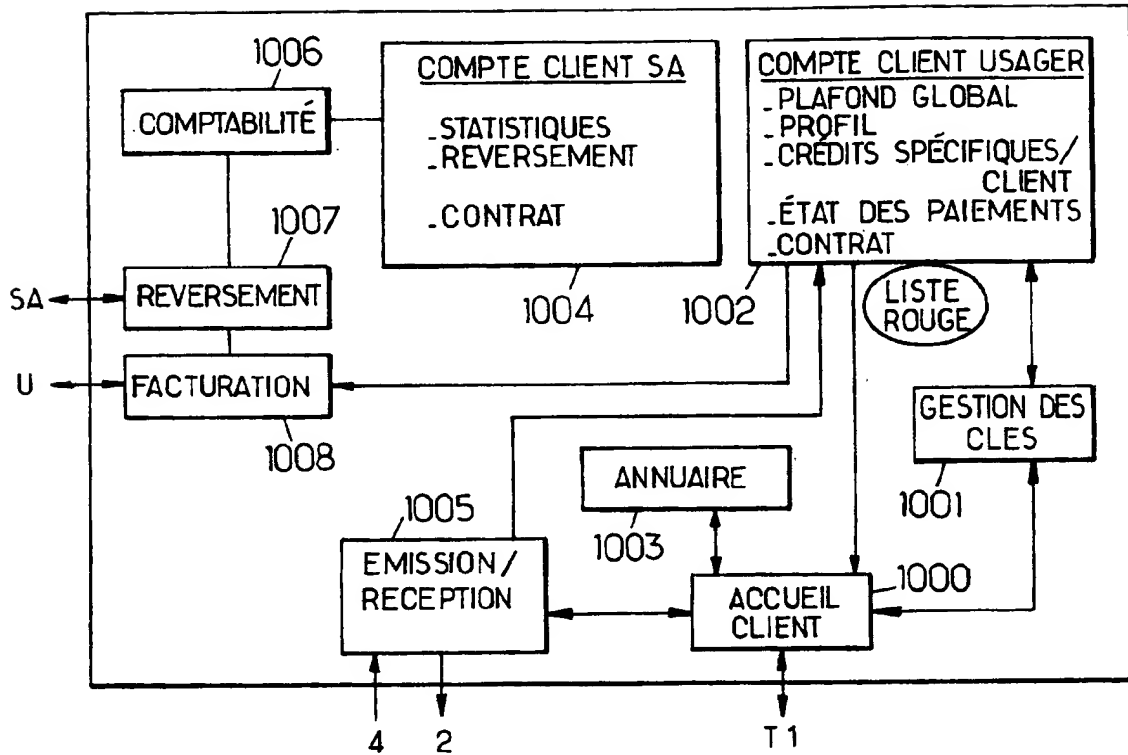 1006
COMPTABILITÉ
COMPTE CLIENT SA
_STATISTIQUES
_REVERSEMENT
_CONTRAT
1004
COMPTE CLIENT USAGER
_PLAFOND GLOBAL
_PROFIL
_CRÉDITS SPÉCIFIQUES/
CLIENT
_ÉTAT DES PAIEMENTS
_CONTRAT
1002
LISTE
ROUGE
1007
SA
REVERSEMENT
U
FACTURATION
1008
GESTION DES
CLES
1001
ANNUAIRE
1003
1005
EMISSION/
RECEPTION
1000
ACCUEIL
CLIENT
4
2
T1